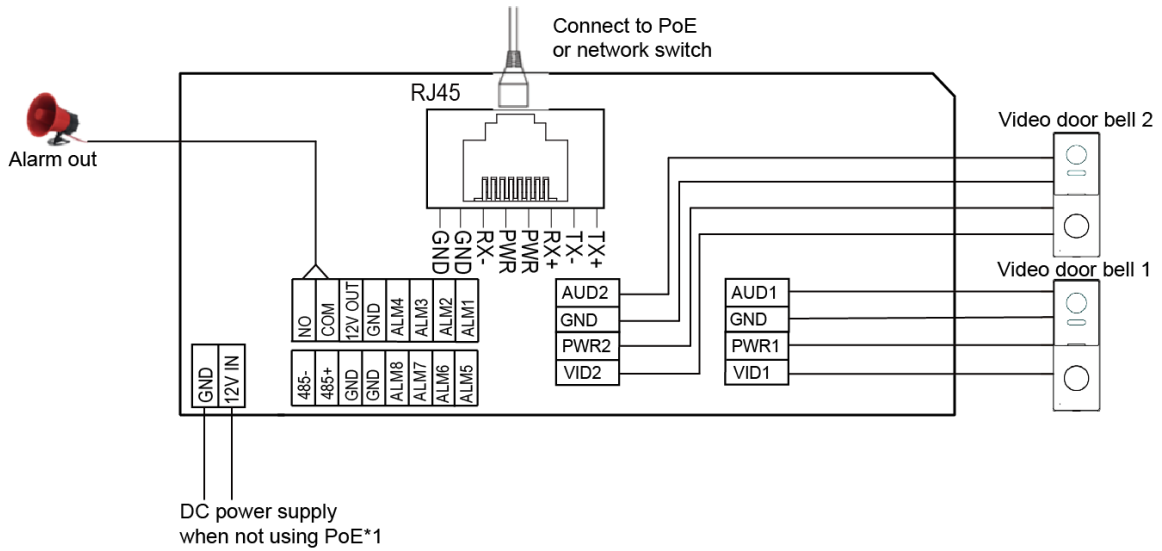 Connect to PoE
or network switch
RJ45
Alarm out
Video door bell 2
GND
GND
RX-
PWR
PWR
RX+
TX-
TX+
Video door bell 1
NO
COM
12V OUT
GND
ALM4
ALM3
ALM2
ALM1
AUD2
GND
PWR2
VID2
AUD1
GND
PWR1
VID1
GND
12V IN
485-
485+
GND
GND
ALM8
ALM7
ALM6
ALM5
DC power supply
when not using PoE*1